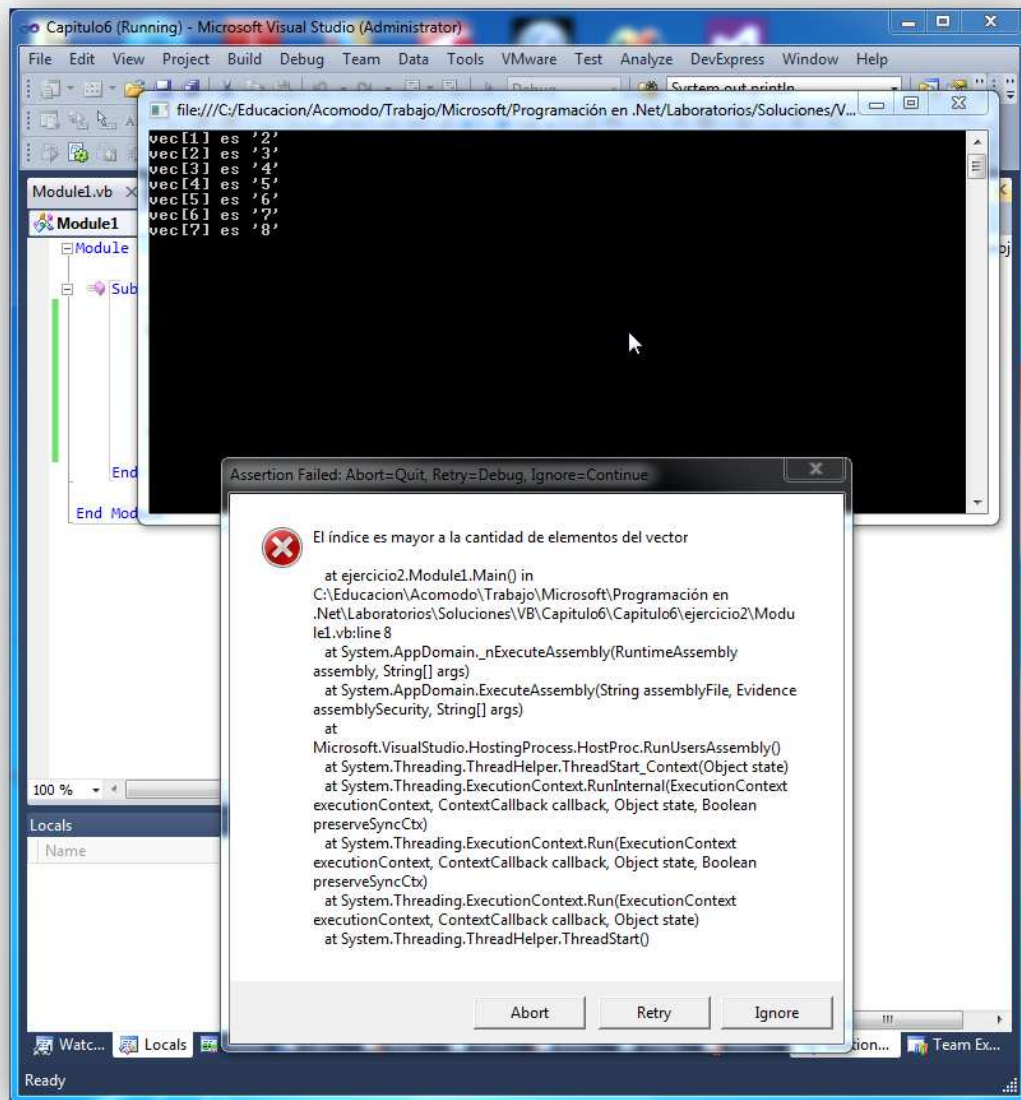 Capitulo6 (Running) - Microsoft Visual Studio (Administrator)
File Edit View Project Build Debug Team Data Tools VMware Test Analyze DevExpress Window Help
Debug System.out.println
file:///C:/Educacion/Acomodo/Trabajo/Microsoft/Programación en .Net/Laboratorios/Soluciones/V...
vec[1] es '2'
vec[2] es '3'
vec[3] es '4'
vec[4] es '5'
vec[5] es '6'
vec[6] es '7'
vec[7] es '8'
Module1.vb
Module1
Module
Sub
End
End Mod
Assertion Failed: Abort=Quit, Retry=Debug, Ignore=Continue
El índice es mayor a la cantidad de elementos del vector
at ejercicio2.Module1.Main() in
C:\Educacion\Acomodo\Trabajo\Microsoft\Programación en
.Net\Laboratorios\Soluciones\VB\Capitulo6\Capitulo6\ejercicio2\Modu
le1.vb:line 8
at System.AppDomain._nExecuteAssembly(RuntimeAssembly
assembly, String[] args)
at System.AppDomain.ExecuteAssembly(String assemblyFile, Evidence
assemblySecurity, String[] args)
at
Microsoft.VisualStudio.HostingProcess.HostProc.RunUsersAssembly()
at System.Threading.ThreadHelper.ThreadStart_Context(Object state)
at System.Threading.ExecutionContext.RunInternal(ExecutionContext
executionContext, ContextCallback callback, Object state, Boolean
preserveSyncCtx)
at System.Threading.ExecutionContext.Run(ExecutionContext
executionContext, ContextCallback callback, Object state, Boolean
preserveSyncCtx)
at System.Threading.ExecutionContext.Run(ExecutionContext
executionContext, ContextCallback callback, Object state)
at System.Threading.ThreadHelper.ThreadStart()
Abort Retry Ignore
100 %
Locals
Name
Watc... Locals tion... Team Ex...
Ready